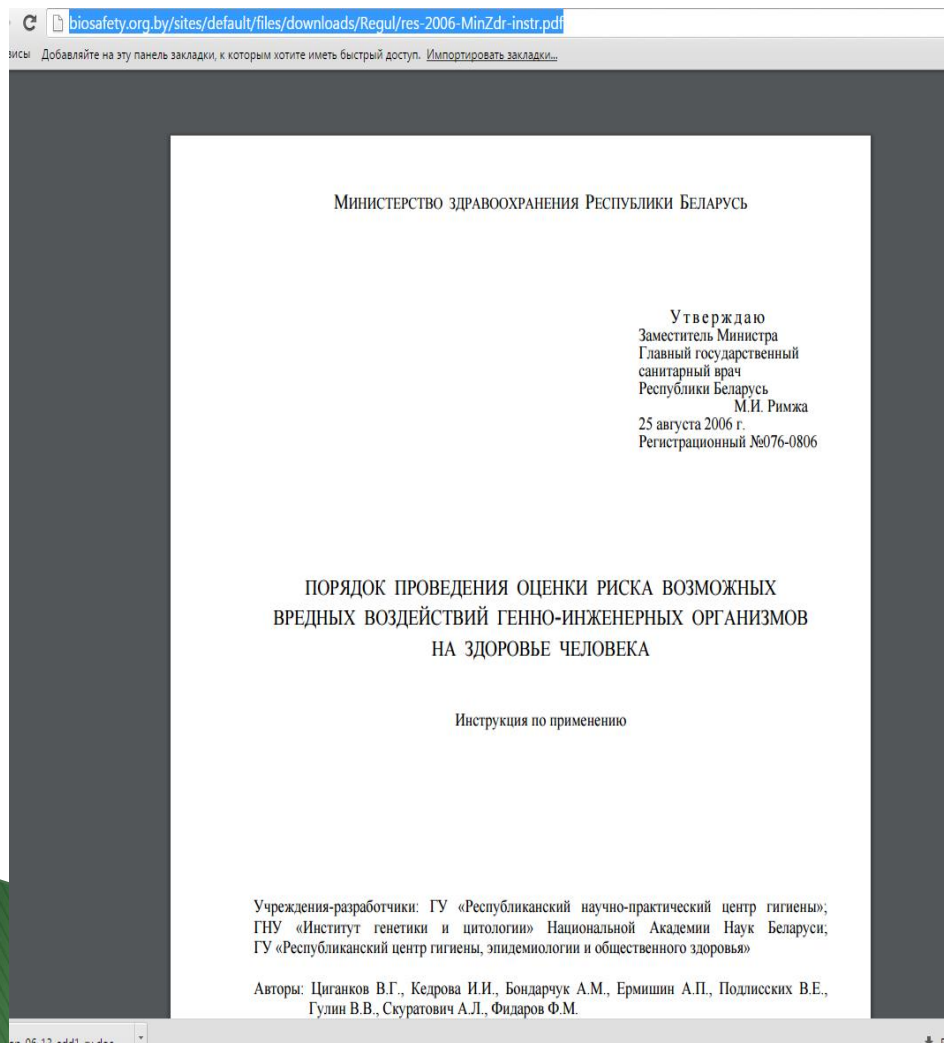 biosafety.org.by/sites/default/files/downloads/Regul/res-2006-MinZdr-instr.pdf
Добавляйте на эту панель закладки, к которым хотите иметь быстрый доступ. Импортировать закладки...
МИНИСТЕРСТВО ЗДРАВООХРАНЕНИЯ РЕСПУБЛИКИ БЕЛАРУСЬ
Утверждаю
Заместитель Министра
Главный государственный
санитарный врач
Республики Беларусь
М.И. Римжа
25 августа 2006 г.
Регистрационный №076-0806
ПОРЯДОК ПРОВЕДЕНИЯ ОЦЕНКИ РИСКА ВОЗМОЖНЫХ
ВРЕДНЫХ ВОЗДЕЙСТВИЙ ГЕННО-ИНЖЕНЕРНЫХ ОРГАНИЗМОВ
НА ЗДОРОВЬЕ ЧЕЛОВЕКА
Инструкция по применению
Учреждения-разработчики: ГУ «Республиканский научно-практический центр гигиены»;
ГНУ «Институт генетики и цитологии» Национальной Академии Наук Беларуси;
ГУ «Республиканский центр гигиены, эпидемиологии и общественного здоровья»
Авторы: Циганков В.Г., Кедрова И.И., Бондарчук А.М., Ермишин А.П., Подлисских В.Е.,
Гулин В.В., Скуратович А.Л., Фидаров Ф.М.